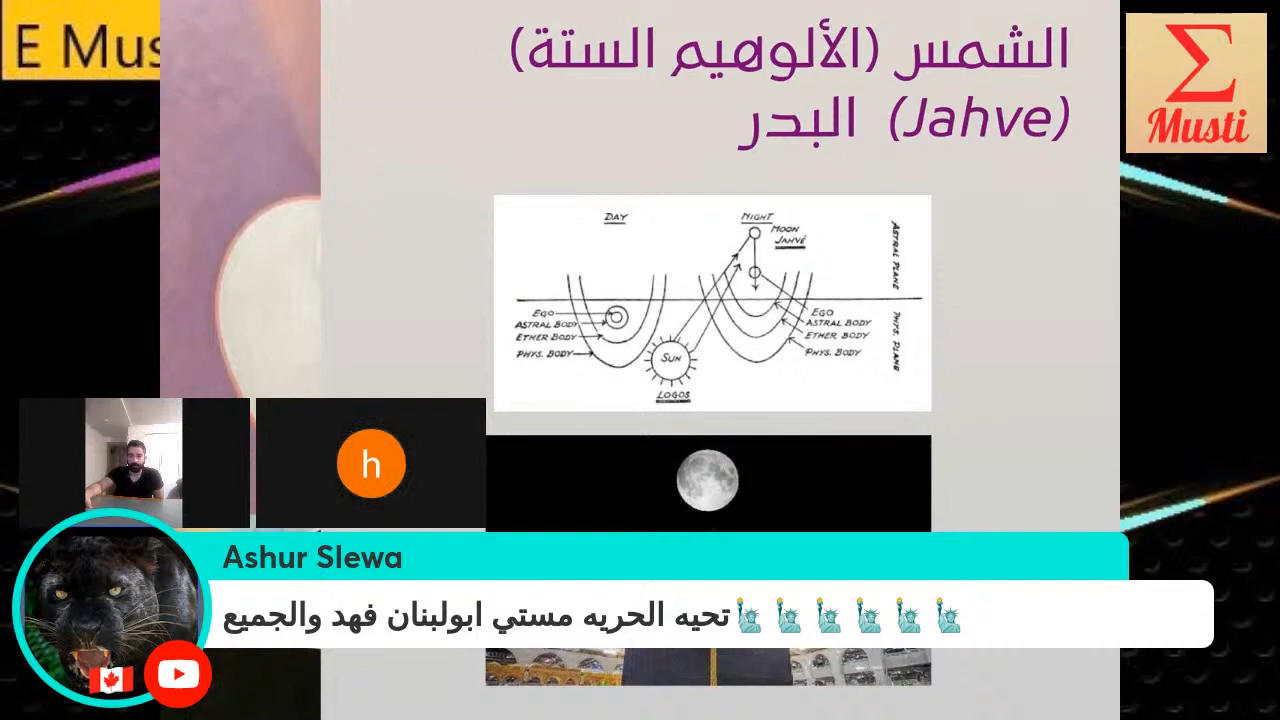 E Mus
الشمس (الألوهيم الستة)
(Jahve) البدر
Σ
Musti
DAY
NIGHT
MOON
JAHVÉ
ASTRAL PLANE
EGO
ASTRAL BODY
ETHER BODY
PHYS. BODY
SUN
LOGOS
EGO
ASTRAL BODY
ETHER BODY
PHYS. BODY
PHYS. PLANE
h
Ashur Slewa
تحيه الحريه مستي ابولبنان فهد والجميع🗽🗽🗽🗽🗽🗽